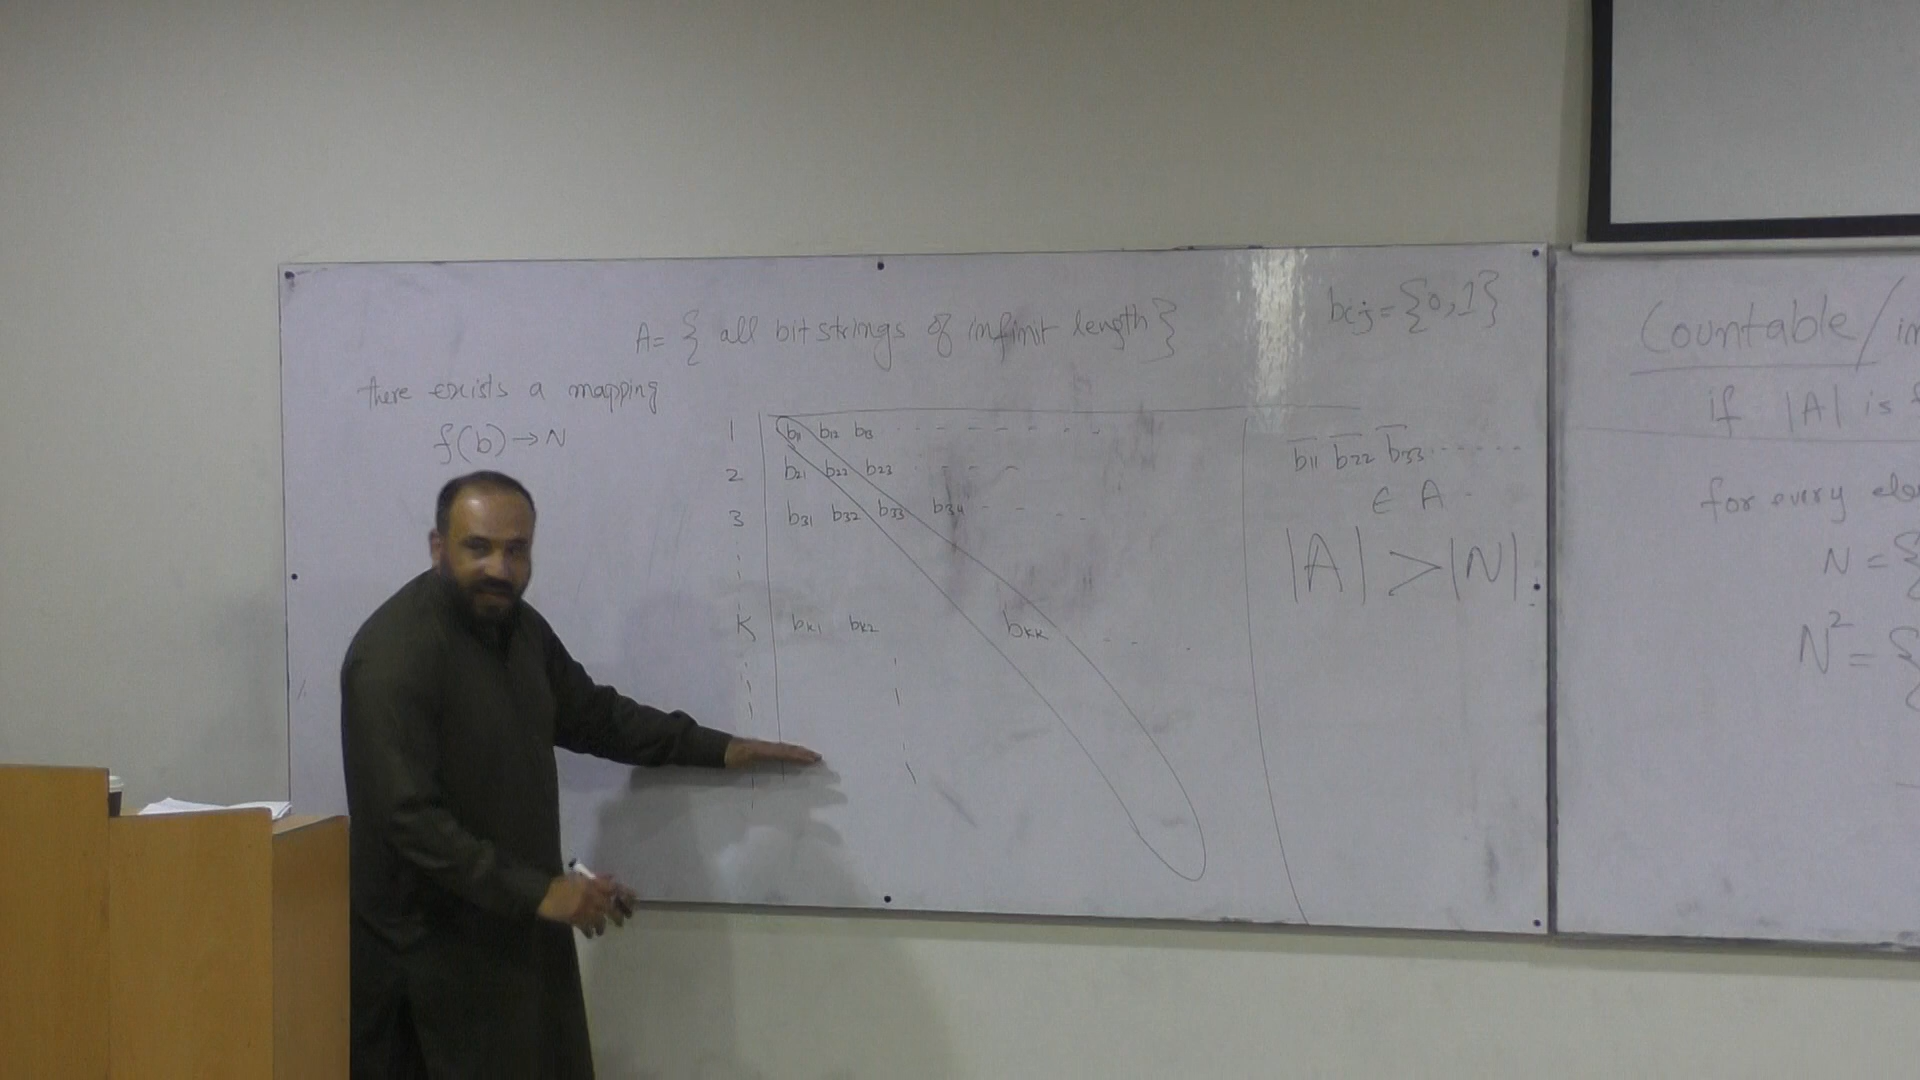 A = { all bit strings of infinit length }
bij = {0,1}
there exists a mapping
f(b) → N
1 b11 b12 b13 - - - - - - -
2 b21 b22 b23 - - -
3 b31 b32 b33 b34 - - - -
K bk1 bk2 bkk - -
b̅11 b̅22 b̅33 ......
∈ A
|A| > |N|
Countable /
if |A| is
for every
N = {
N² = {